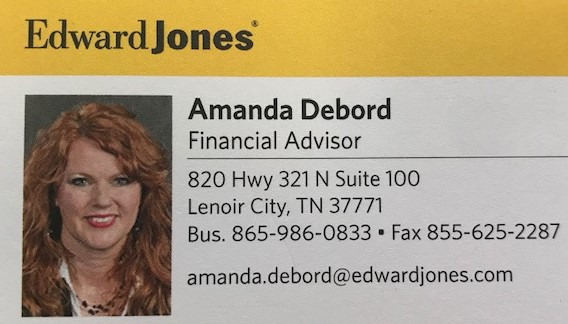 Edward Jones®
Amanda Debord
Financial Advisor
820 Hwy 321 N Suite 100
Lenoir City, TN 37771
Bus. 865-986-0833 • Fax 855-625-2287
amanda.debord@edwardjones.com